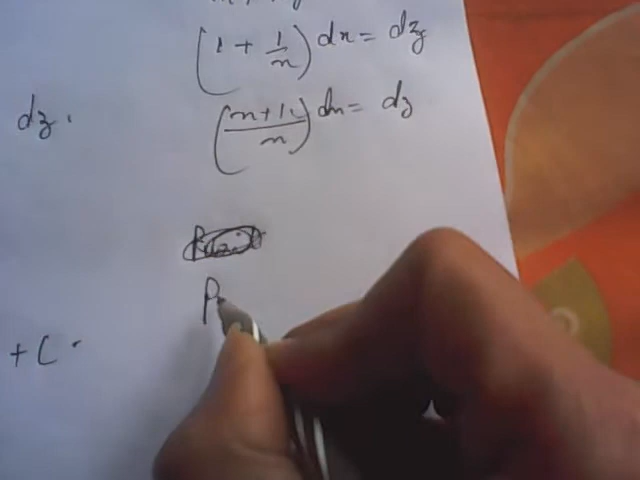 (1 + 1/x) dx = dz
dz.
((x+1)/x) dx = dz
+ C.